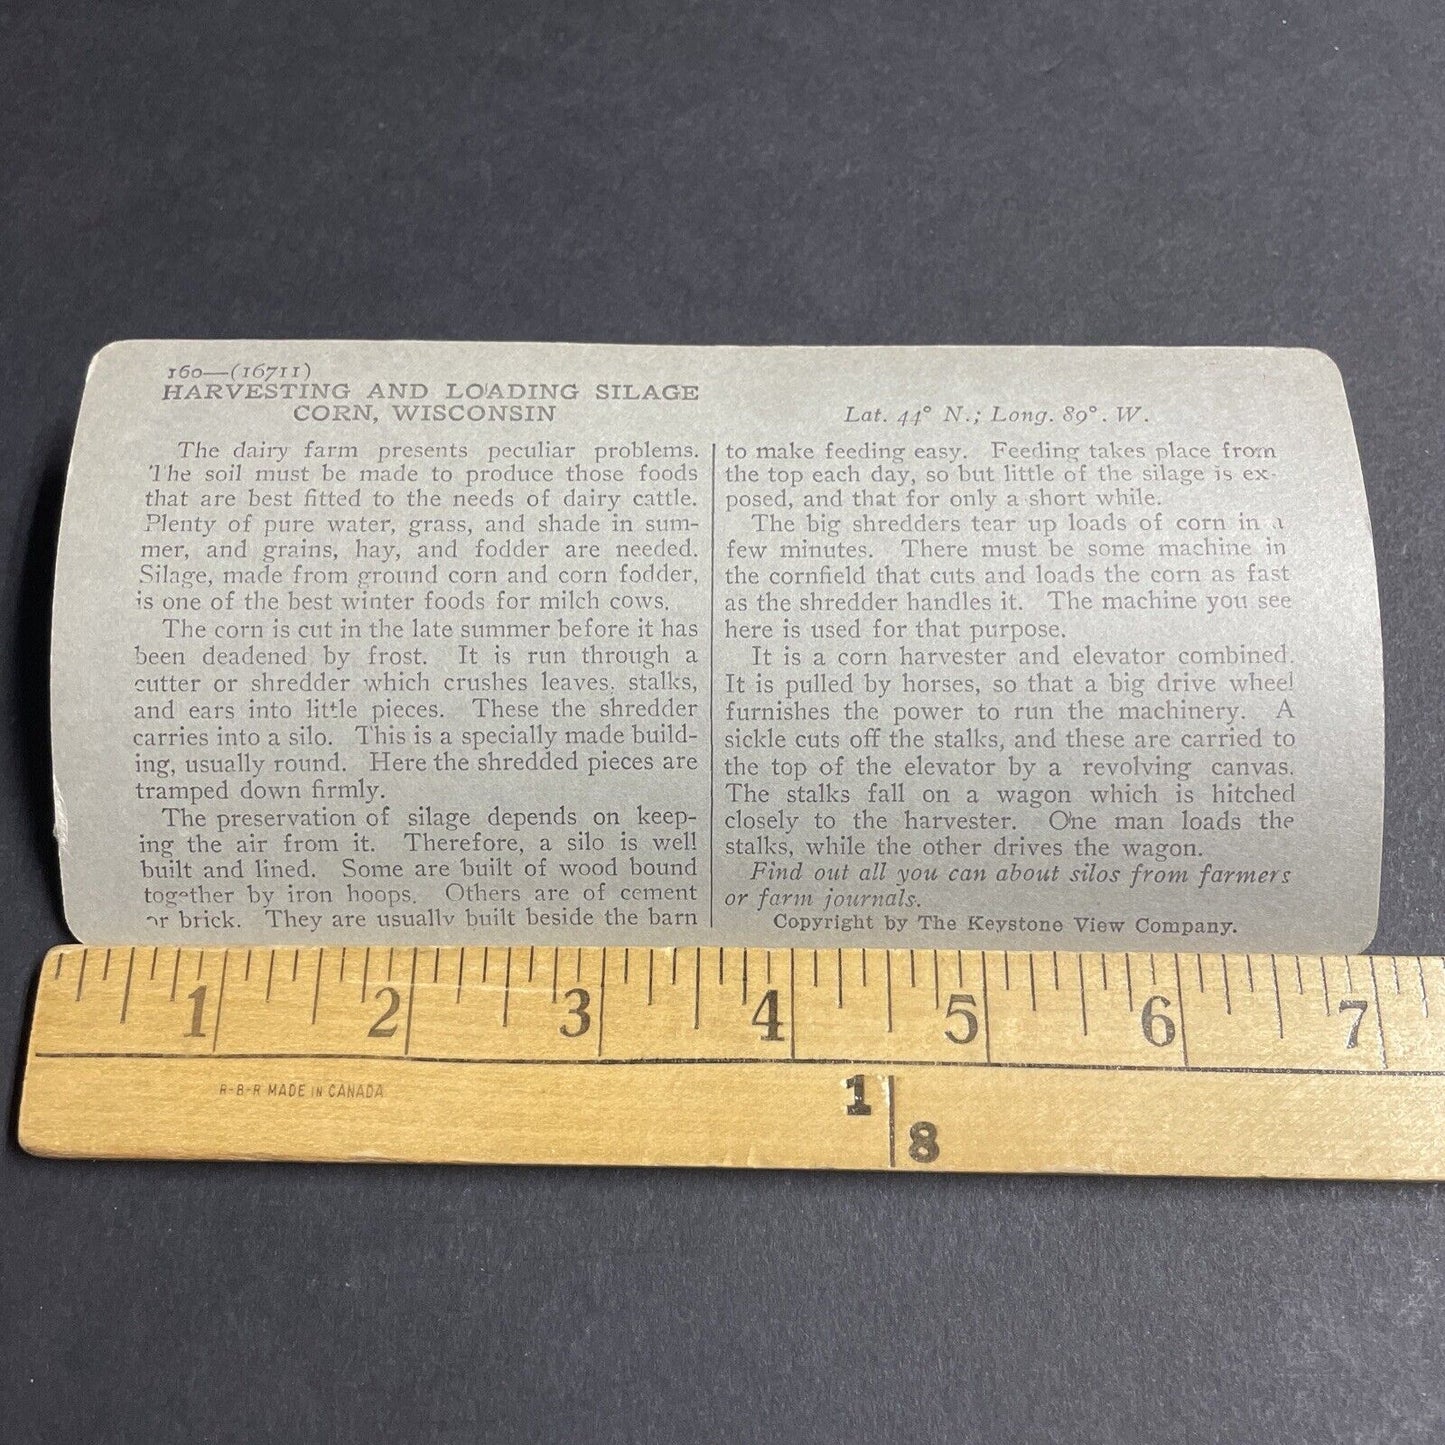 160—(16711)
HARVESTING AND LOADING SILAGE
CORN, WISCONSIN
The dairy farm presents peculiar problems.
The soil must be made to produce those foods
that are best fitted to the needs of dairy cattle.
Plenty of pure water, grass, and shade in sum-
mer, and grains, hay, and fodder are needed.
Silage, made from ground corn and corn fodder,
is one of the best winter foods for milch cows.
The corn is cut in the late summer before it has
been deadened by frost. It is run through a
cutter or shredder which crushes leaves, stalks,
and ears into little pieces. These the shredder
carries into a silo. This is a specially made build-
ing, usually round. Here the shredded pieces are
tramped down firmly.
The preservation of silage depends on keep-
ing the air from it. Therefore, a silo is well
built and lined. Some are built of wood bound
together by iron hoops. Others are of cement
or brick. They are usually built beside the barn
Lat. 44° N.; Long. 89°. W.
to make feeding easy. Feeding takes place from
the top each day, so but little of the silage is ex-
posed, and that for only a short while.
The big shredders tear up loads of corn in a
few minutes. There must be some machine in
the cornfield that cuts and loads the corn as fast
as the shredder handles it. The machine you see
here is used for that purpose.
It is a corn harvester and elevator combined.
It is pulled by horses, so that a big drive wheel
furnishes the power to run the machinery. A
sickle cuts off the stalks, and these are carried to
the top of the elevator by a revolving canvas.
The stalks fall on a wagon which is hitched
closely to the harvester. One man loads the
stalks, while the other drives the wagon.
Find out all you can about silos from farmers
or farm journals.
Copyright by The Keystone View Company.
1 2 3 4 5 6 7
R-B-R MADE IN CANADA
1
8